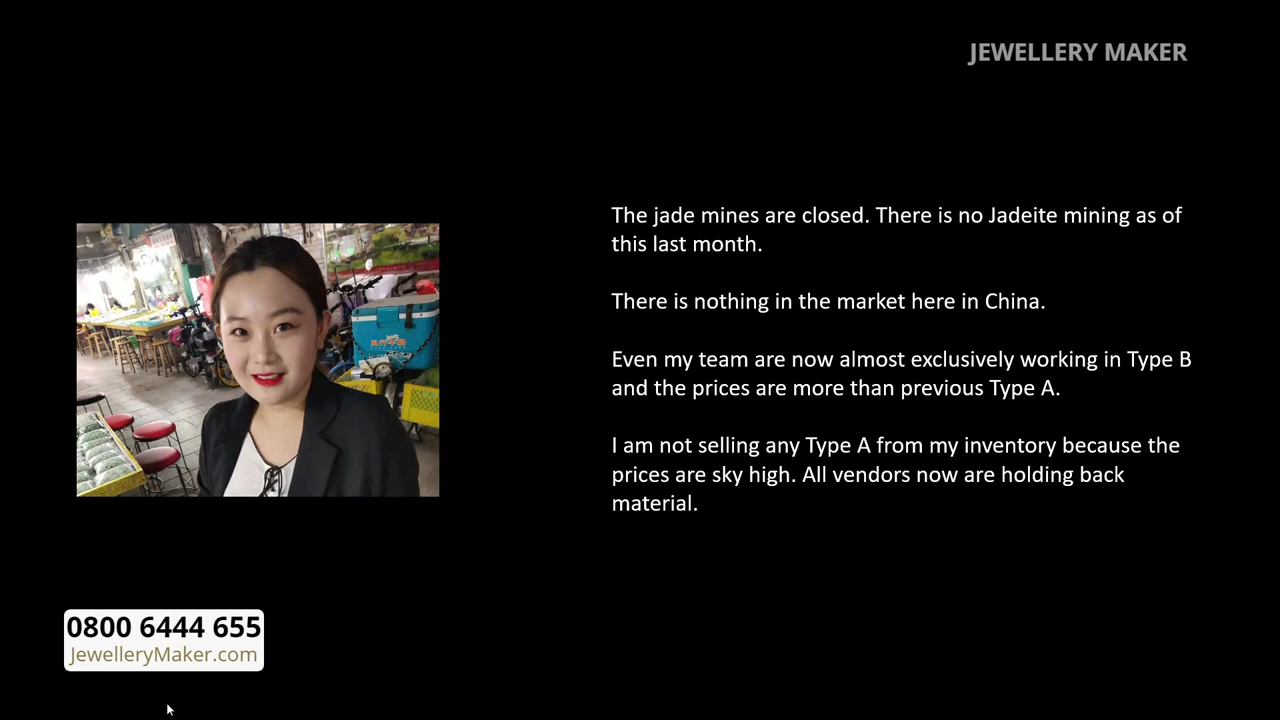 JEWELLERY MAKER
The jade mines are closed. There is no Jadeite mining as of
this last month.
There is nothing in the market here in China.
Even my team are now almost exclusively working in Type B
and the prices are more than previous Type A.
I am not selling any Type A from my inventory because the
prices are sky high. All vendors now are holding back
material.
0800 6444 655
JewelleryMaker.com